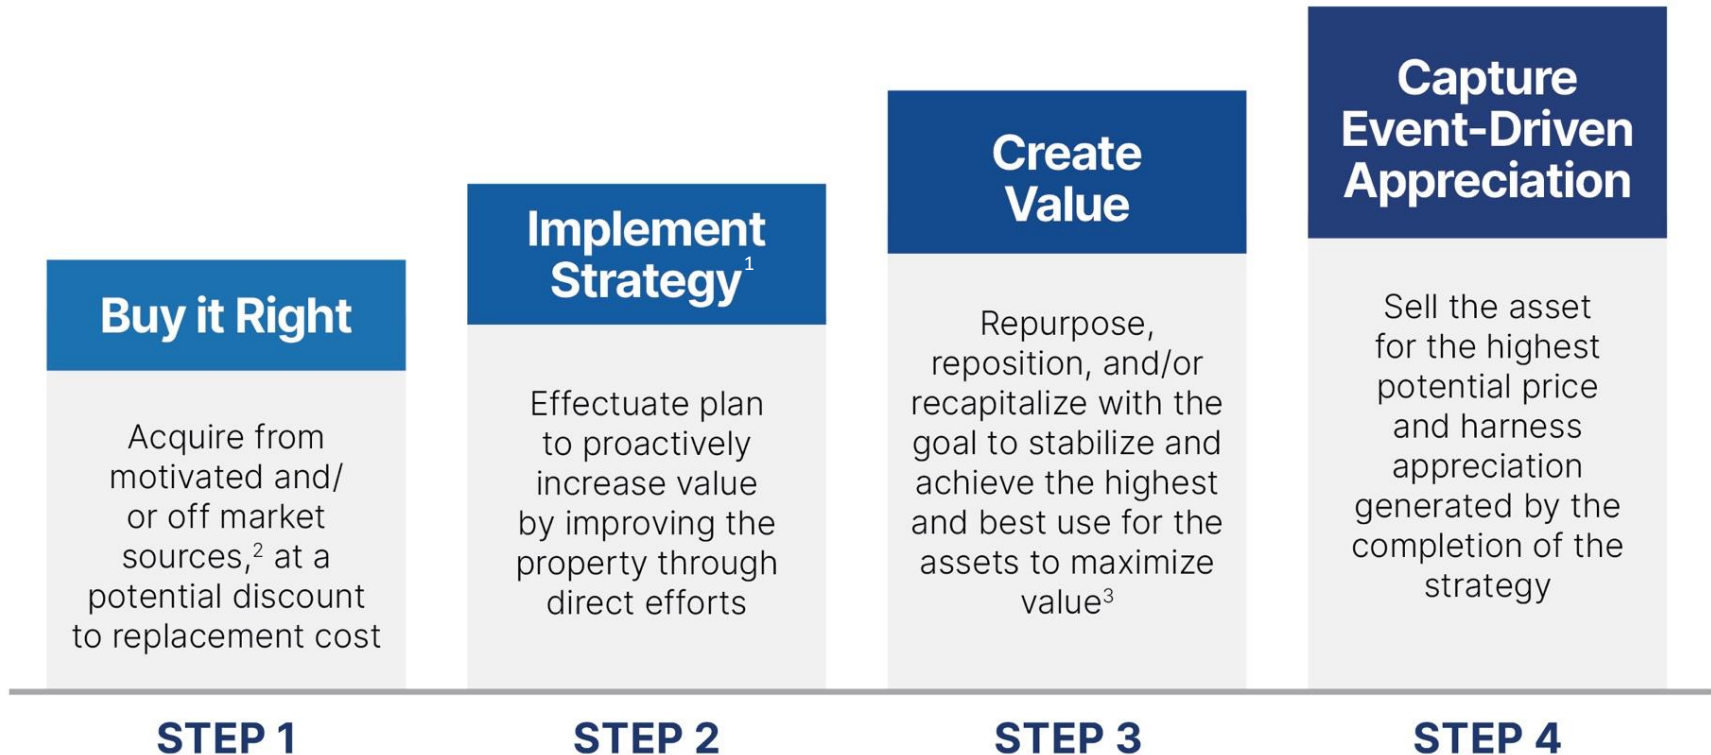 Buy it Right
Acquire from
motivated and/
or off market
sources,² at a
potential discount
to replacement cost
STEP 1
Implement
Strategy¹
Effectuate plan
to proactively
increase value
by improving the
property through
direct efforts
STEP 2
Create
Value
Repurpose,
reposition, and/or
recapitalize with the
goal to stabilize and
achieve the highest
and best use for the
assets to maximize
value³
STEP 3
Capture
Event-Driven
Appreciation
Sell the asset
for the highest
potential price
and harness
appreciation
generated by the
completion of the
strategy
STEP 4